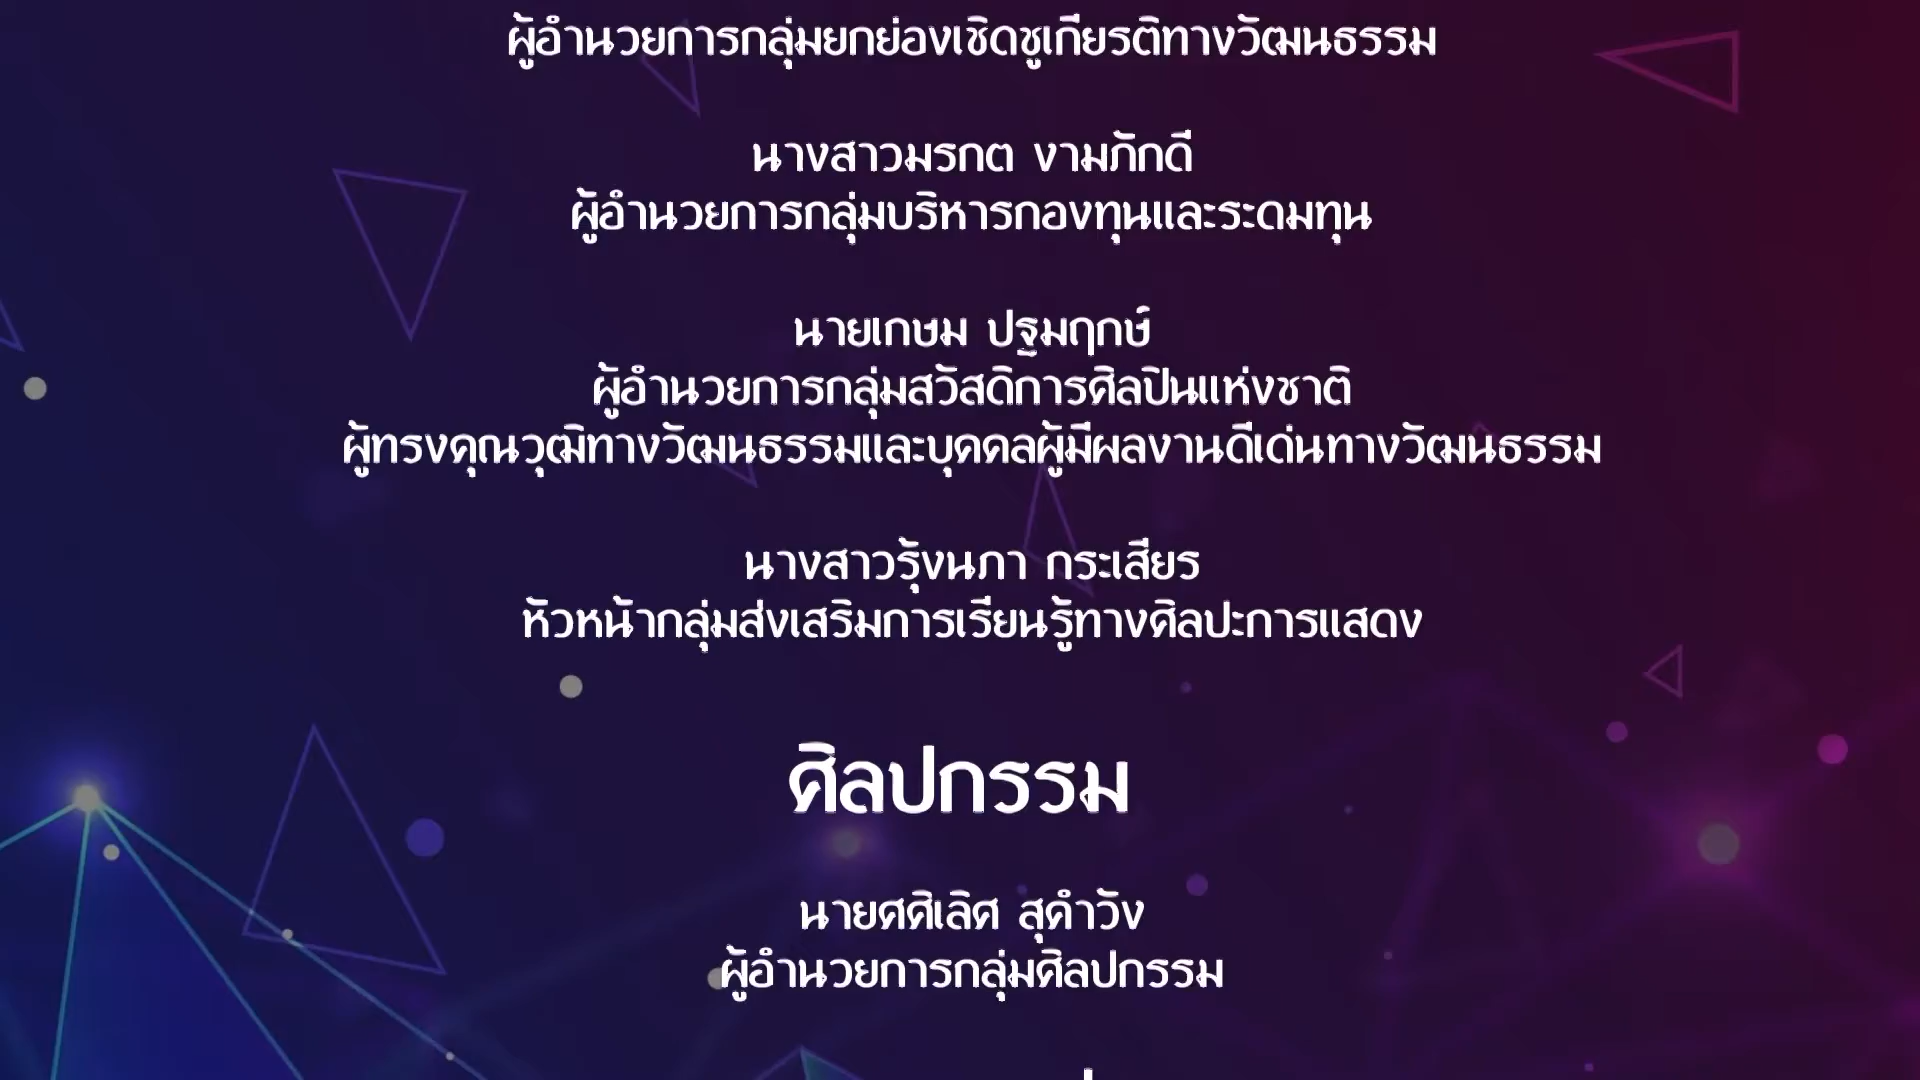 ผู้อำนวยการกลุ่มยกย่องเชิดชูเกียรติทางวัฒนธรรม
นางสาวมรกต งามภักดี
ผู้อำนวยการกลุ่มบริหารกองทุนและระดมทุน
นายเกษม ปฐมฤกษ์
ผู้อำนวยการกลุ่มสวัสดิการศิลปินแห่งชาติ
ผู้ทรงคุณวุฒิทางวัฒนธรรมและบุคคลผู้มีผลงานดีเด่นทางวัฒนธรรม
นางสาวรุ้งนภา กระเสียร
หัวหน้ากลุ่มส่งเสริมการเรียนรู้ทางศิลปะการแสดง
ศิลปกรรม
นายศศิเลิศ สุคำวัง
ผู้อำนวยการกลุ่มศิลปกรรม